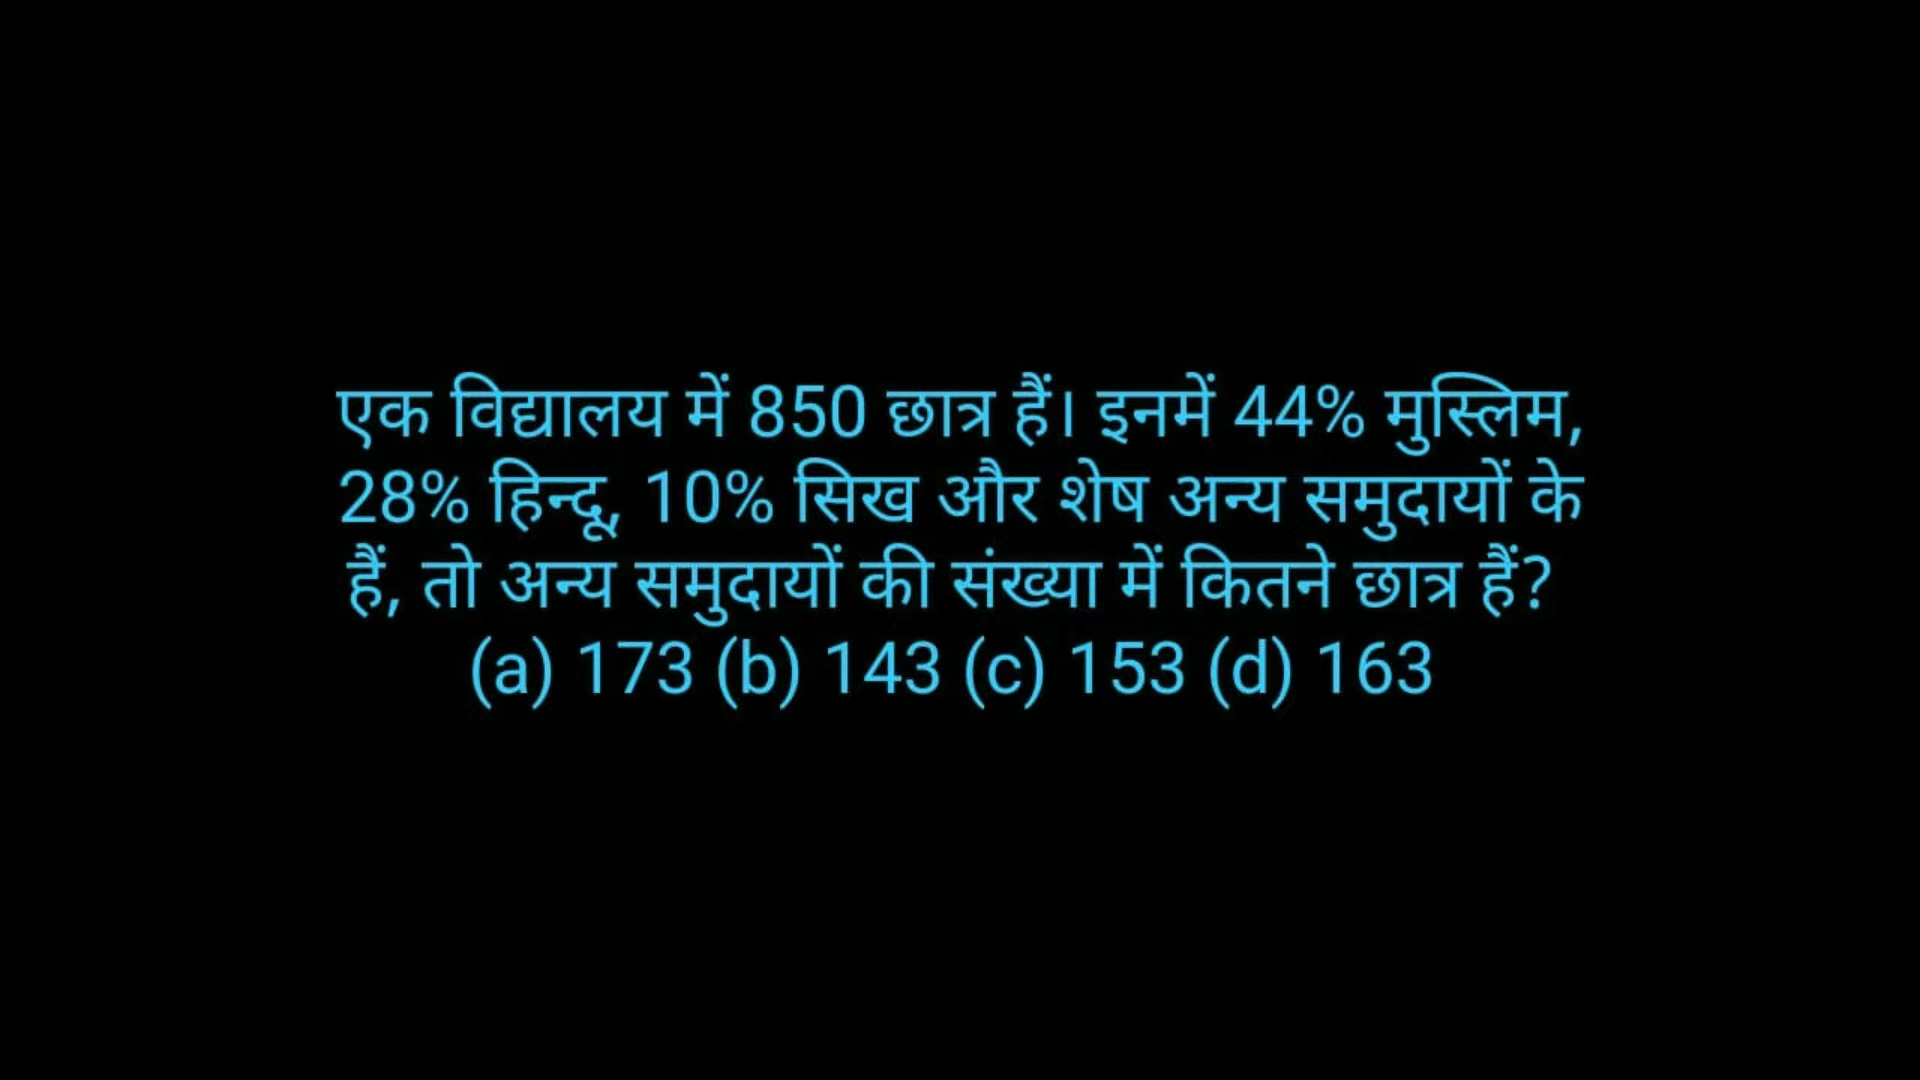 एक विद्यालय में 850 छात्र हैं। इनमें 44% मुस्लिम,
28% हिन्दू, 10% सिख और शेष अन्य समुदायों के
हैं, तो अन्य समुदायों की संख्या में कितने छात्र हैं?
(a) 173 (b) 143 (c) 153 (d) 163